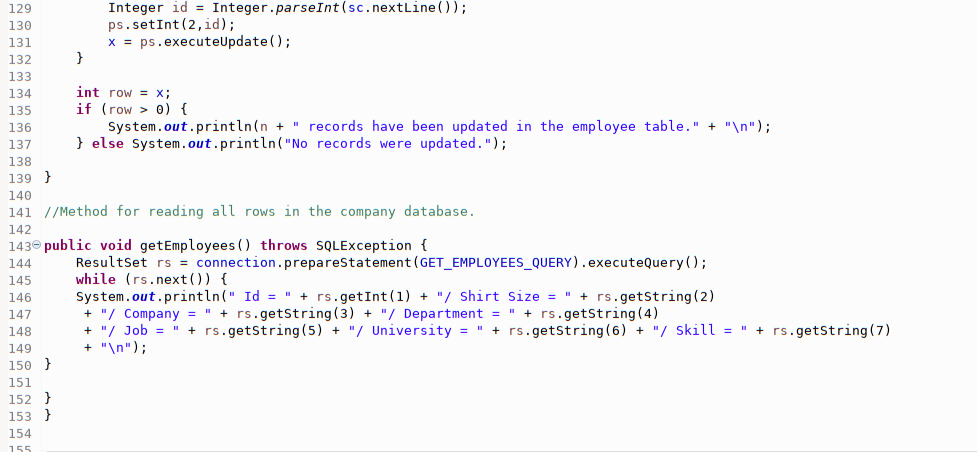 129 Integer id = Integer.parseInt(sc.nextLine());
130 ps.setInt(2,id);
131 x = ps.executeUpdate();
132 }
133
134 int row = x;
135 if (row > 0) {
136 System.out.println(n + " records have been updated in the employee table." + "\n");
137 } else System.out.println("No records were updated.");
138
139 }
140
141 //Method for reading all rows in the company database.
142
143 public void getEmployees() throws SQLException {
144 ResultSet rs = connection.prepareStatement(GET_EMPLOYEES_QUERY).executeQuery();
145 while (rs.next()) {
146 System.out.println(" Id = " + rs.getInt(1) + "/ Shirt Size = " + rs.getString(2)
147 + "/ Company = " + rs.getString(3) + "/ Department = " + rs.getString(4)
148 + "/ Job = " + rs.getString(5) + "/ University = " + rs.getString(6) + "/ Skill = " + rs.getString(7)
149 + "\n");
150 }
151
152 }
153 }
154
155